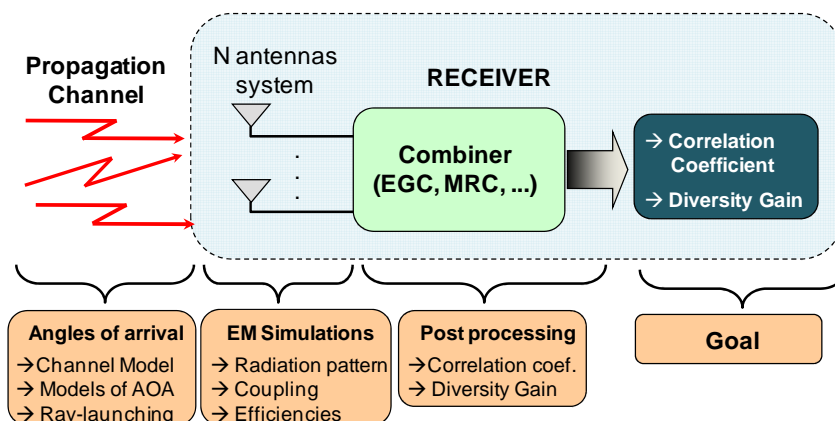 Propagation
Channel
N antennas
system
RECEIVER
Combiner
(EGC, MRC, ...)
→ Correlation
Coefficient
→ Diversity Gain
Angles of arrival
→Channel Model
→Models of AOA
→Ray-launching
EM Simulations
→ Radiation pattern
→ Coupling
→ Efficiencies
Post processing
→Correlation coef.
→ Diversity Gain
Goal